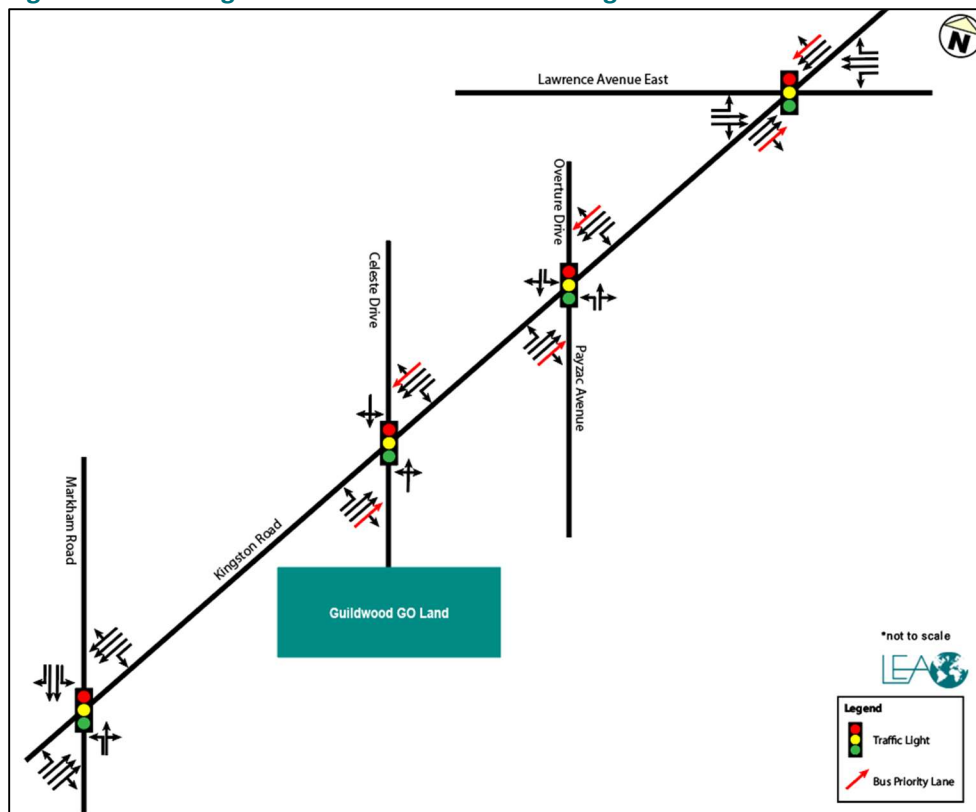 N
Lawrence Avenue East
Overture Drive
Celeste Drive
Payzac Avenue
Markham Road
Kingston Road
Guildwood GO Land
*not to scale
LEA
Legend
Traffic Light
Bus Priority Lane